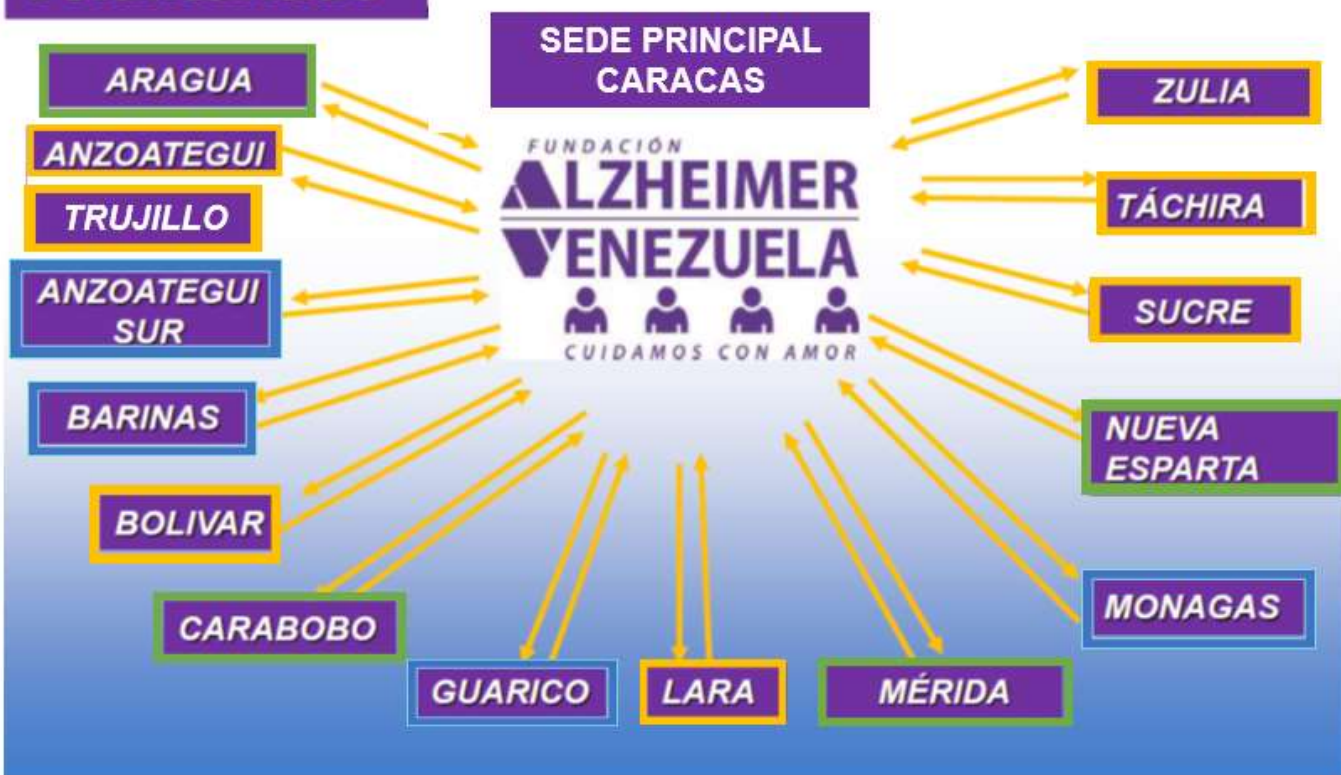 SEDE PRINCIPAL
CARACAS
ARAGUA
ANZOATEGUI
TRUJILLO
ANZOATEGUI
SUR
BARINAS
BOLIVAR
CARABOBO
GUARICO
LARA
MÉRIDA
FUNDACIÓN
ALZHEIMER
VENEZUELA
CUIDAMOS CON AMOR
ZULIA
TÁCHIRA
SUCRE
NUEVA
ESPARTA
MONAGAS